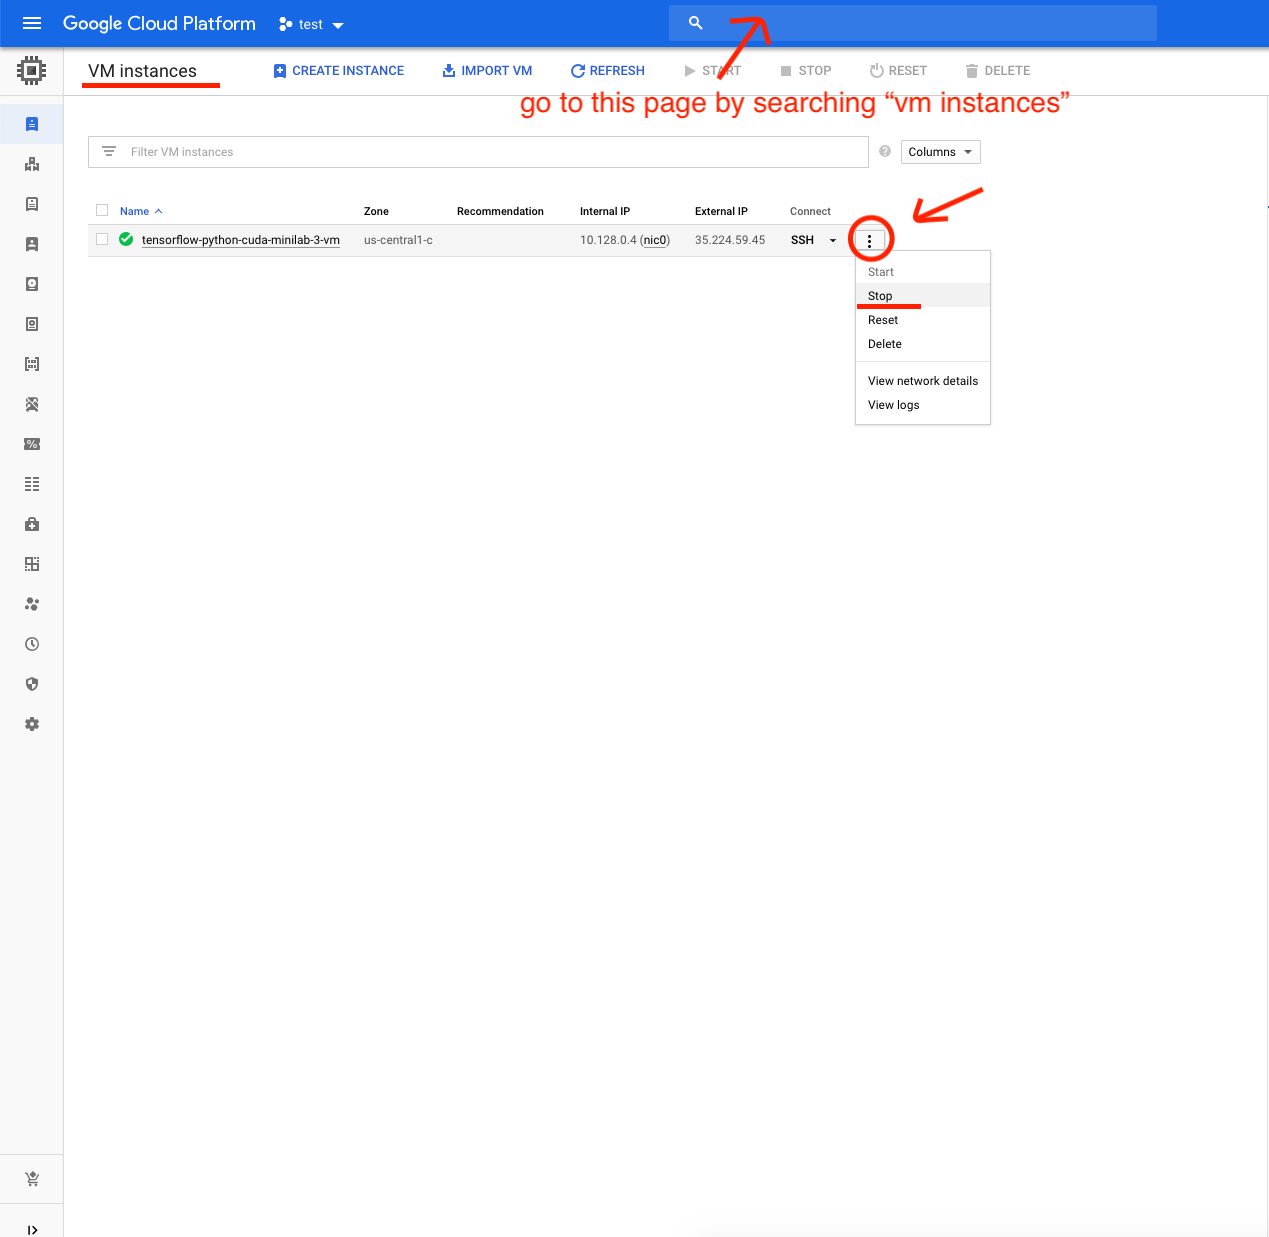 Google Cloud Platform test
VM instances CREATE INSTANCE IMPORT VM REFRESH START STOP RESET DELETE
go to this page by searching “vm instances”
Filter VM instances Columns
Name Zone Recommendation Internal IP External IP Connect
tensorflow-python-cuda-minilab-3-vm us-central1-c 10.128.0.4 (nic0) 35.224.59.45 SSH
Start
Stop
Reset
Delete
View network details
View logs